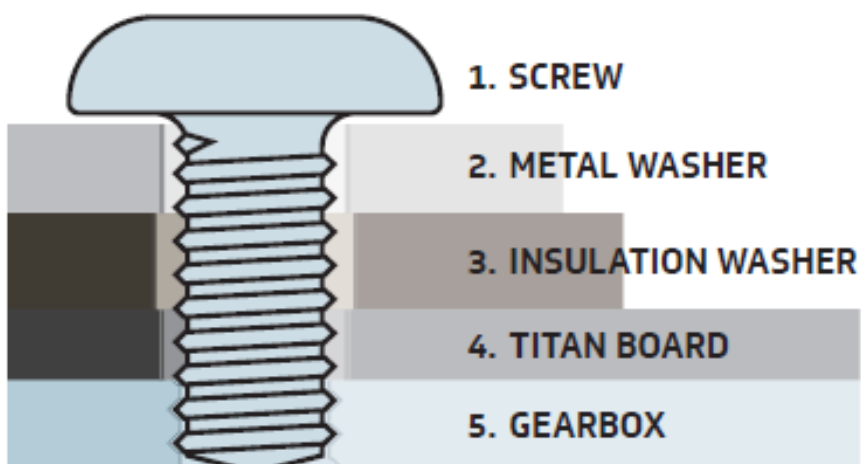 1. SCREW
2. METAL WASHER
3. INSULATION WASHER
4. TITAN BOARD
5. GEARBOX